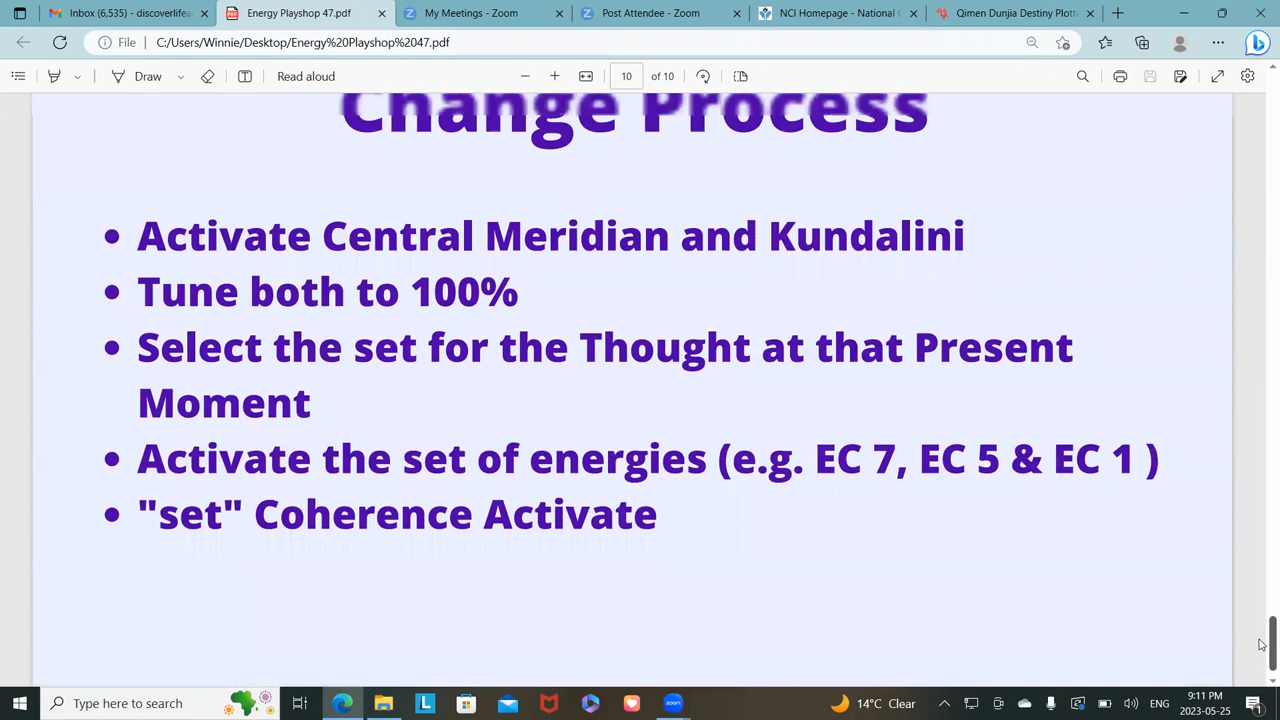 Inbox (6,535) - discoverlifea
Energy Playshop 47.pdf
My Meetings - Zoom
Post Attendee - Zoom
NCI Homepage - National C
Qimen Dunjia Destiny Plott
File
C:/Users/Winnie/Desktop/Energy%20Playshop%2047.pdf
Draw
Read aloud
10
of 10
Change Process
• Activate Central Meridian and Kundalini
• Tune both to 100%
• Select the set for the Thought at that Present
Moment
• Activate the set of energies (e.g. EC 7, EC 5 & EC 1 )
• "set" Coherence Activate
Type here to search
L
zoom
14°C Clear
ENG
9:11 PM
2023-05-25
1